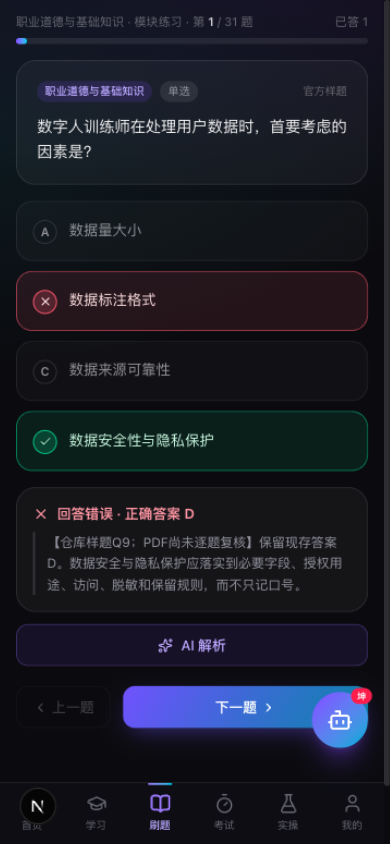 职业道德与基础知识 · 模块练习 · 第 1 / 31 题
已答 1
职业道德与基础知识
单选
官方样题
数字人训练师在处理用户数据时，首要考虑的
因素是?
A 数据量大小
数据标注格式
C 数据来源可靠性
数据安全性与隐私保护
回答错误 · 正确答案 D
【仓库样题Q9；PDF尚未逐题复核】保留现存答案
D。数据安全与隐私保护应落实到必要字段、授权用
途、访问、脱敏和保留规则，而不只记口号。
AI 解析
上一题
下一题
坤
N
首页
学习
刷题
考试
实操
我的